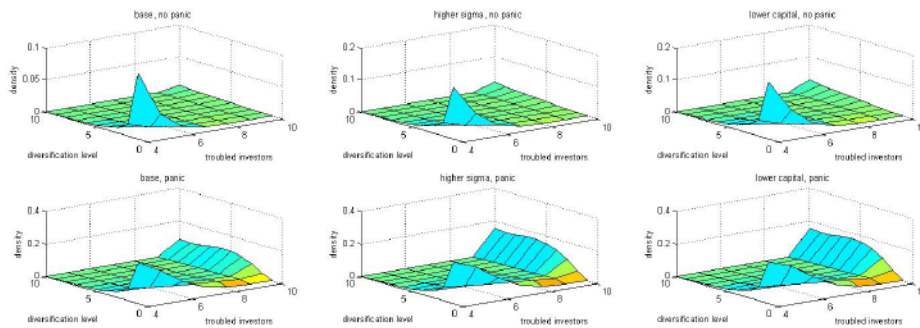 base, no panic
higher sigma, no panic
lower capital, no panic
0.1
0.05
0
density
10
5
0
diversification level
4
6
8
10
troubled investors
0.2
0.1
0
density
10
5
0
diversification level
4
6
8
10
troubled investors
0.2
0.1
0
density
10
5
0
diversification level
4
6
8
10
troubled investors
base, panic
higher sigma, panic
lower capital, panic
0.4
0.2
0
density
10
5
0
diversification level
4
6
8
10
troubled investors
0.4
0.2
0
density
10
5
0
diversification level
4
6
8
10
troubled investors
0.4
0.2
0
density
10
5
0
diversification level
4
6
8
10
troubled investors